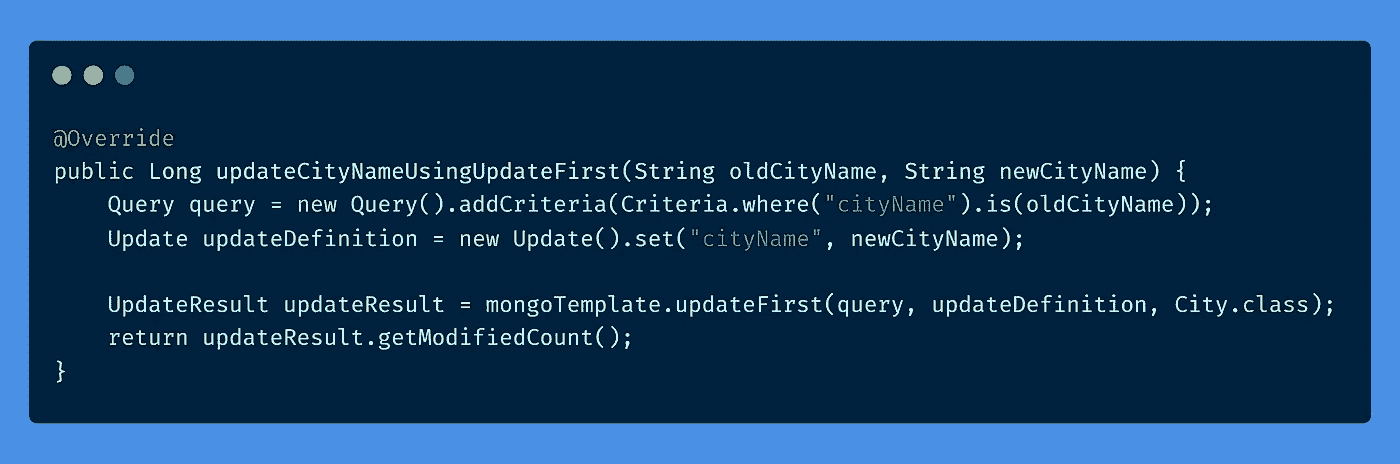 @Override
public Long updateCityNameUsingUpdateFirst(String oldCityName, String newCityName) {
    Query query = new Query().addCriteria(Criteria.where("cityName").is(oldCityName));
    Update updateDefinition = new Update().set("cityName", newCityName);

    UpdateResult updateResult = mongoTemplate.updateFirst(query, updateDefinition, City.class);
    return updateResult.getModifiedCount();
}